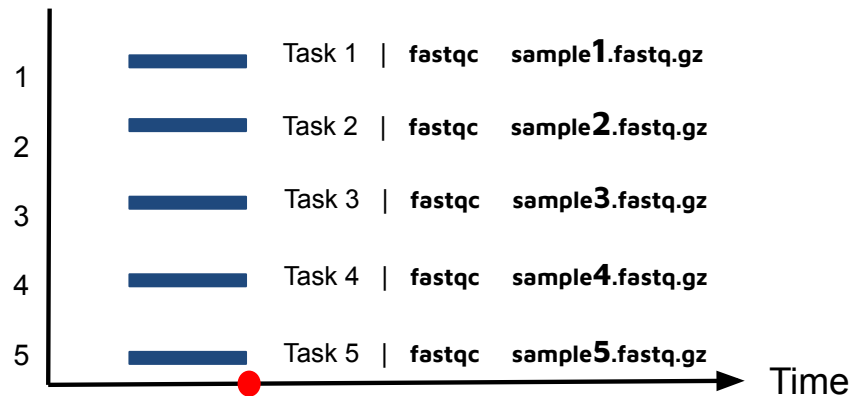 1 Task 1 | fastqc sample1.fastq.gz
2 Task 2 | fastqc sample2.fastq.gz
3 Task 3 | fastqc sample3.fastq.gz
4 Task 4 | fastqc sample4.fastq.gz
5 Task 5 | fastqc sample5.fastq.gz
Time